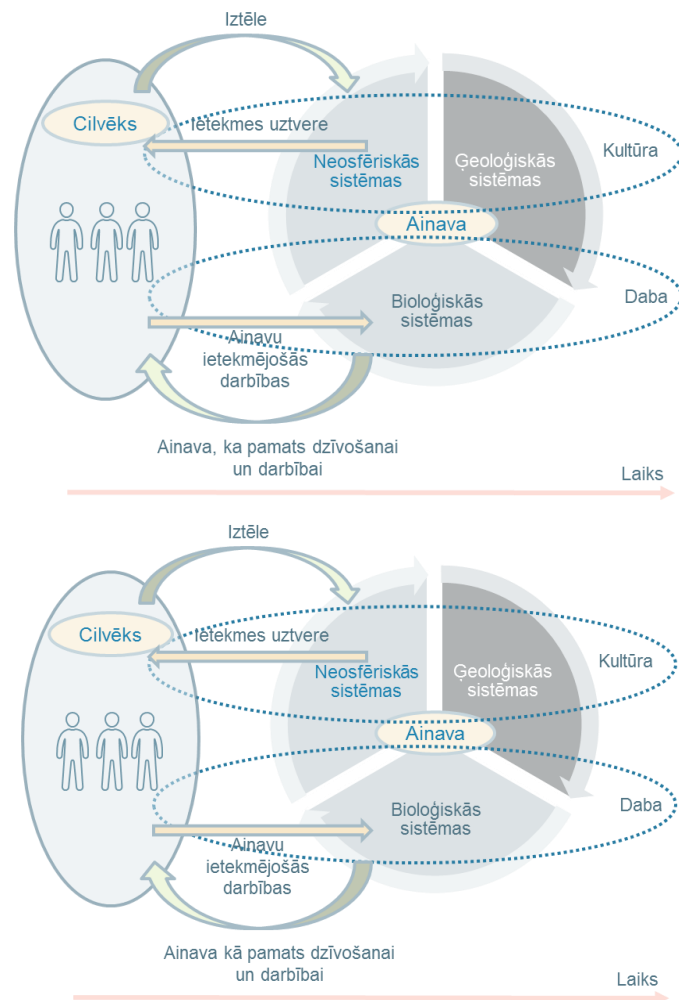 Iztēle
Cilvēks
Ietekmes uztvere
Kultūra
Neosfēriskās
sistēmas
Ģeoloģiskās
sistēmas
Ainava
Daba
Bioloģiskās
sistēmas
Ainavu
ietekmējošās
darbības
Ainava, ka pamats dzīvošanai
un darbībai
Laiks
Iztēle
Cilvēks
Ietekmes uztvere
Kultūra
Neosfēriskās
sistēmas
Ģeoloģiskās
sistēmas
Ainava
Daba
Bioloģiskās
sistēmas
Ainavu
ietekmējošās
darbības
Ainava kā pamats dzīvošanai
un darbībai
Laiks